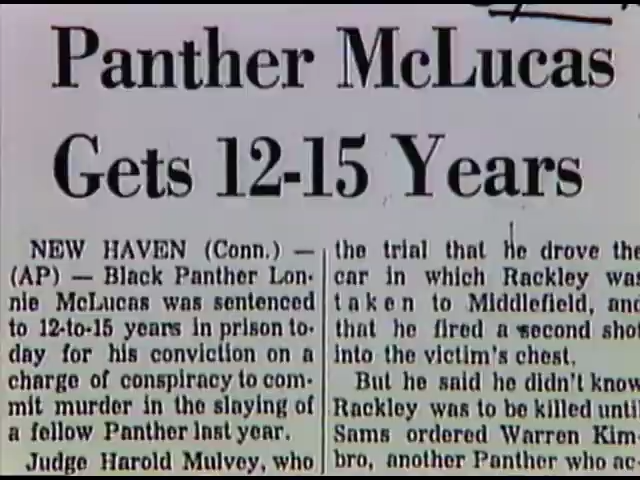 Panther McLucas
Gets 12-15 Years
NEW HAVEN (Conn.) —
(AP) — Black Panther Lon-
nie McLucas was sentenced
to 12-to-15 years in prison to-
day for his conviction on a
charge of conspiracy to com-
mit murder in the slaying of
a fellow Panther last year.
Judge Harold Mulvey, who
the trial that he drove the
car in which Rackley was
taken to Middlefield, and
that he fired a second shot
into the victim's chest.
But he said he didn't know
Rackley was to be killed until
Sams ordered Warren Kim-
bro, another Panther who ac-